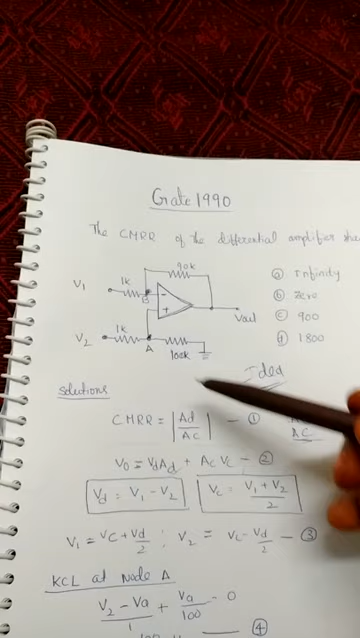 Gate 1990
The CMRR of the differential amplifier
90k
V1
1k
B
-
+
Vout
V2
1k
A
100k
(a) Infinity
(b) zero
(c) 900
(d) 1800
Idea
Solutions
CMRR = |Ad/Ac| — ①
AC
V0 = VdAd + AcVc — ②
Vd = V1 - V2
Vc = V1 + V2 / 2
V1 = Vc + Vd/2 ; V2 = Vc - Vd/2 — ③
KCL at Node A
V2 - Va / 1 + Va / 100 - 0
④